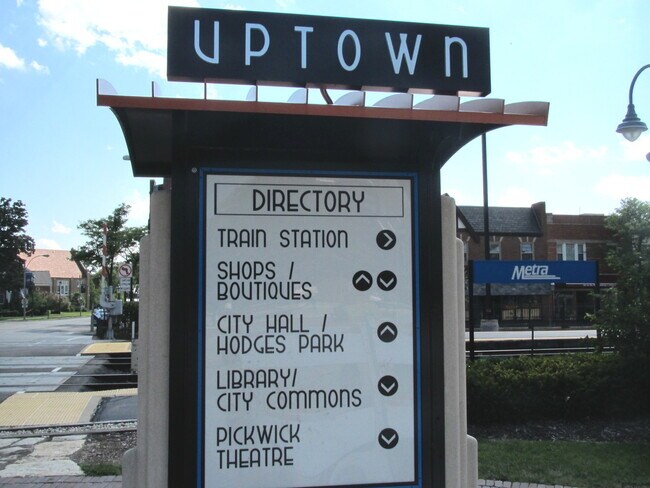 UPTOWN
DIRECTORY
TRAIN STATION
SHOPS /
BOUTIQUES
CITY HALL /
HODGES PARK
LIBRARY/
CITY COMMONS
PICKWICK
THEATRE
Metra